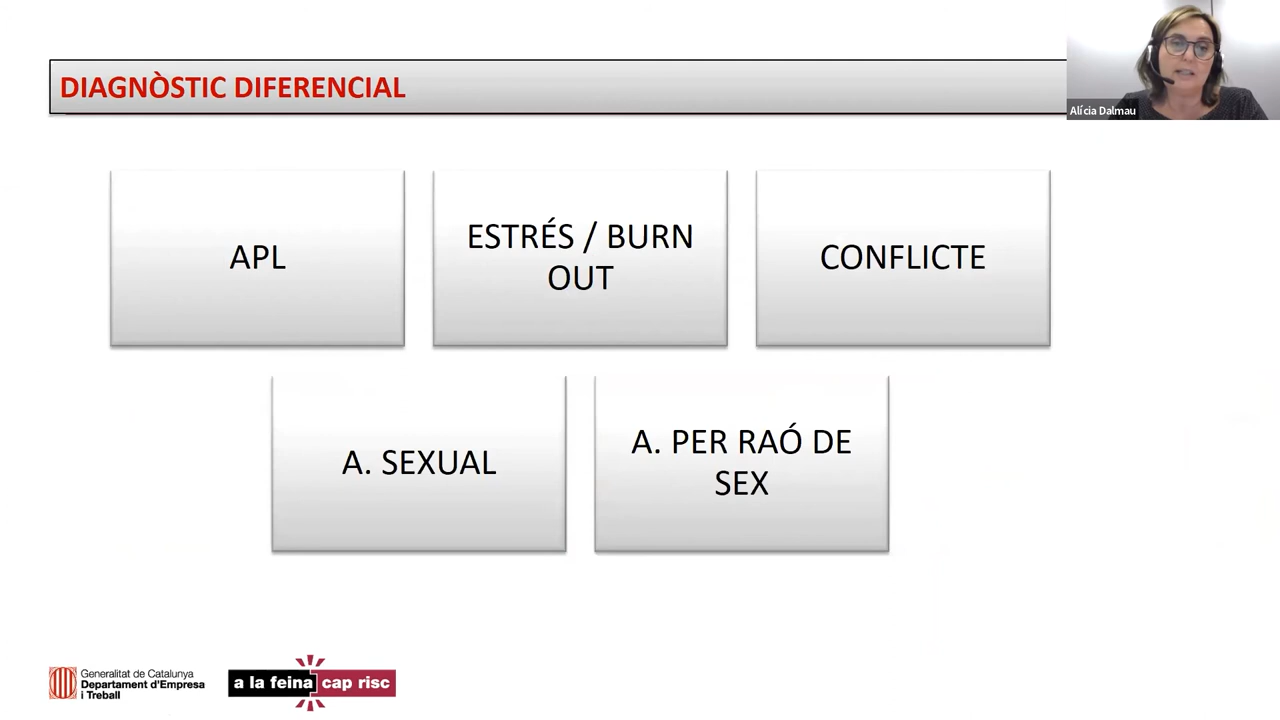 DIAGNÒSTIC DIFERENCIAL
Alícia Dalmau
APL
ESTRÉS / BURN
OUT
CONFLICTE
A. SEXUAL
A. PER RAÓ DE
SEX
Generalitat de Catalunya
Departament d'Empresa
i Treball
a la feina cap risc